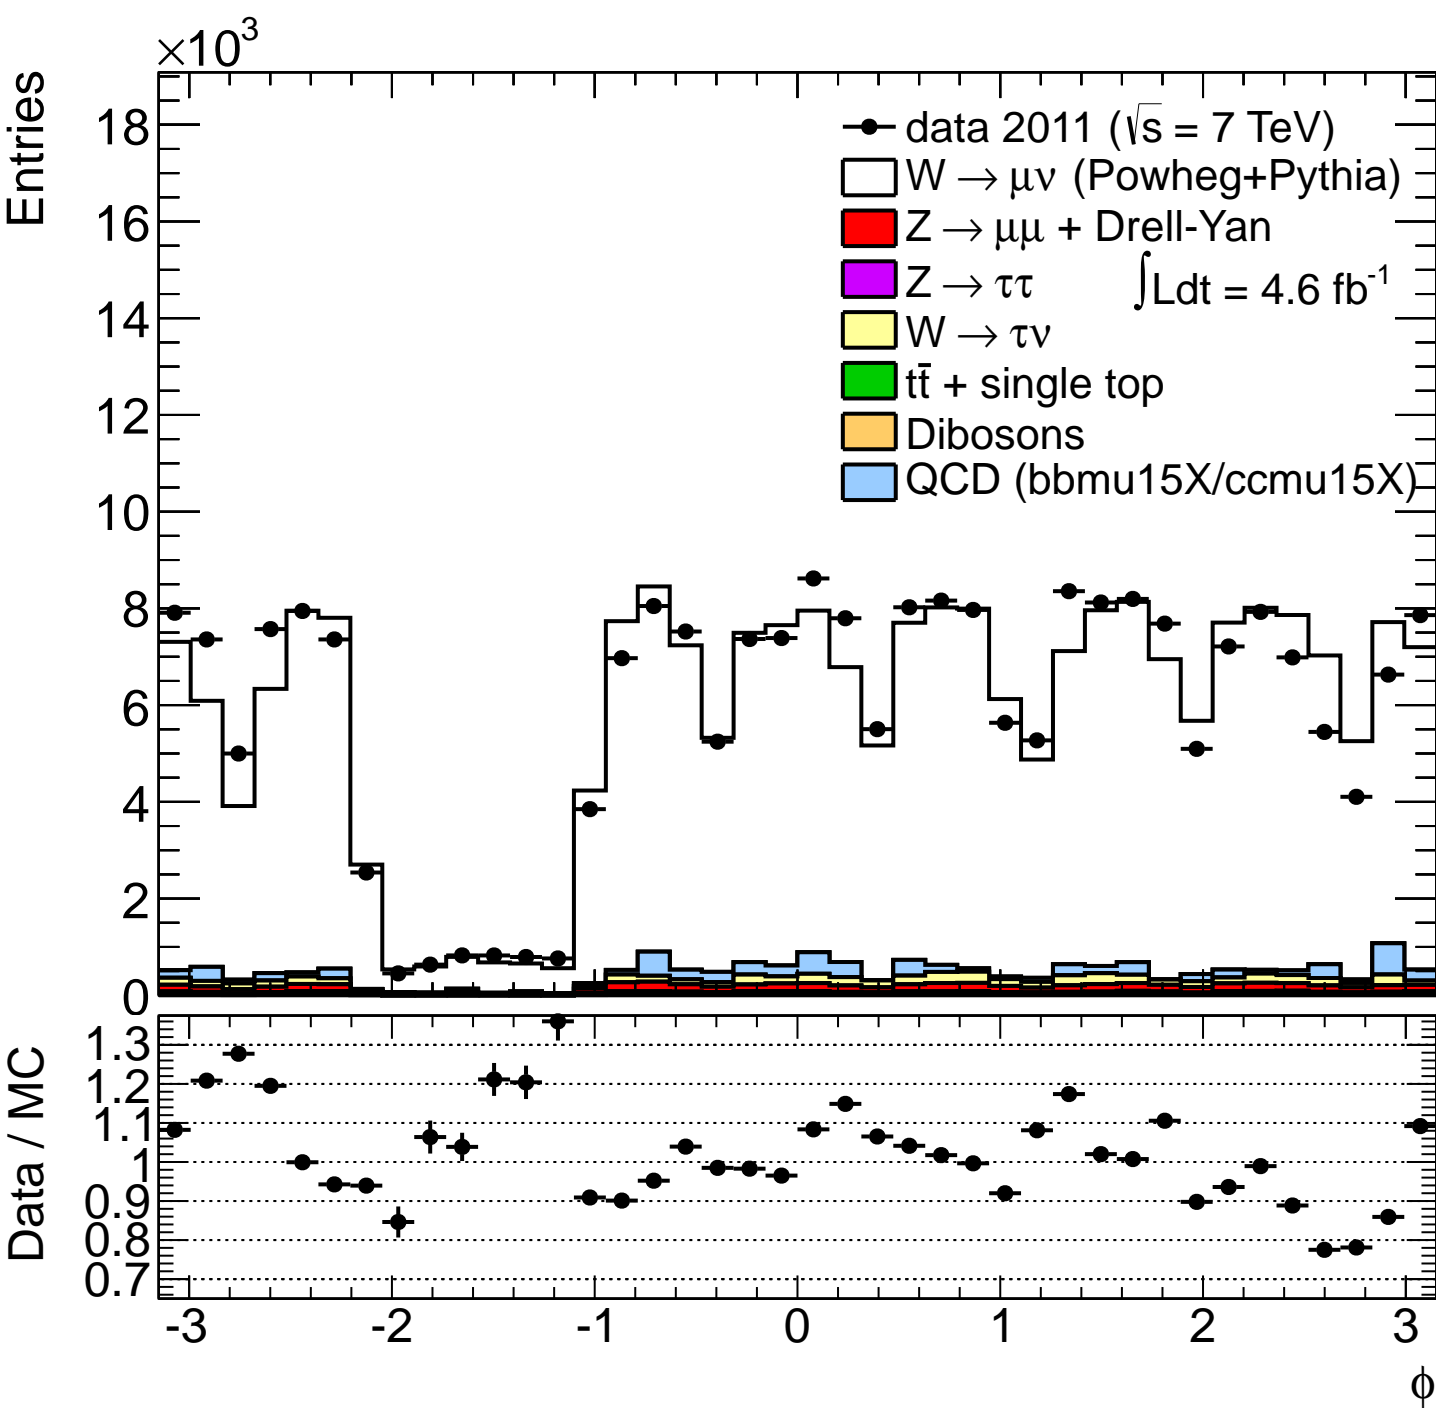 ×10³
Entries
18
16
14
12
10
8
6
4
2
0
data 2011 (√s = 7 TeV)
W → μν (Powheg+Pythia)
Z → μμ + Drell-Yan
Z → ττ
∫Ldt = 4.6 fb⁻¹
W → τν
tt̄ + single top
Dibosons
QCD (bbmu15X/ccmu15X)
Data / MC
1.3
1.2
1.1
1
0.9
0.8
0.7
-3 -2 -1 0 1 2 3
ϕ